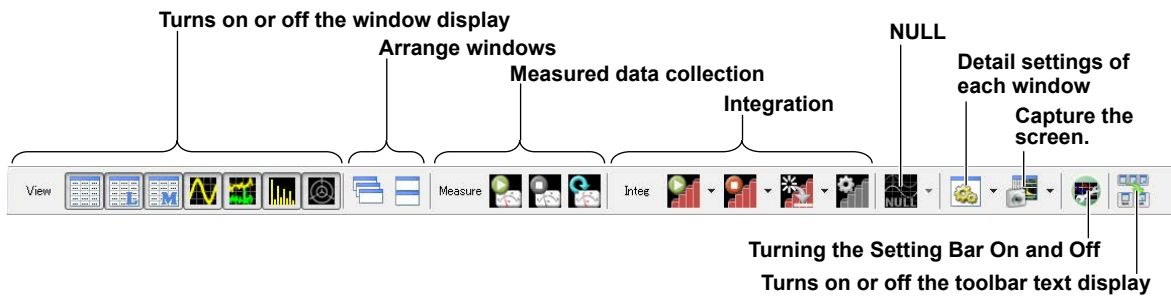 Turns on or off the window display
Arrange windows
Measured data collection
Integration
NULL
Detail settings of
each window
Capture the
screen.
View
L
M
Measure
Integ
NULL
Turning the Setting Bar On and Off
Turns on or off the toolbar text display